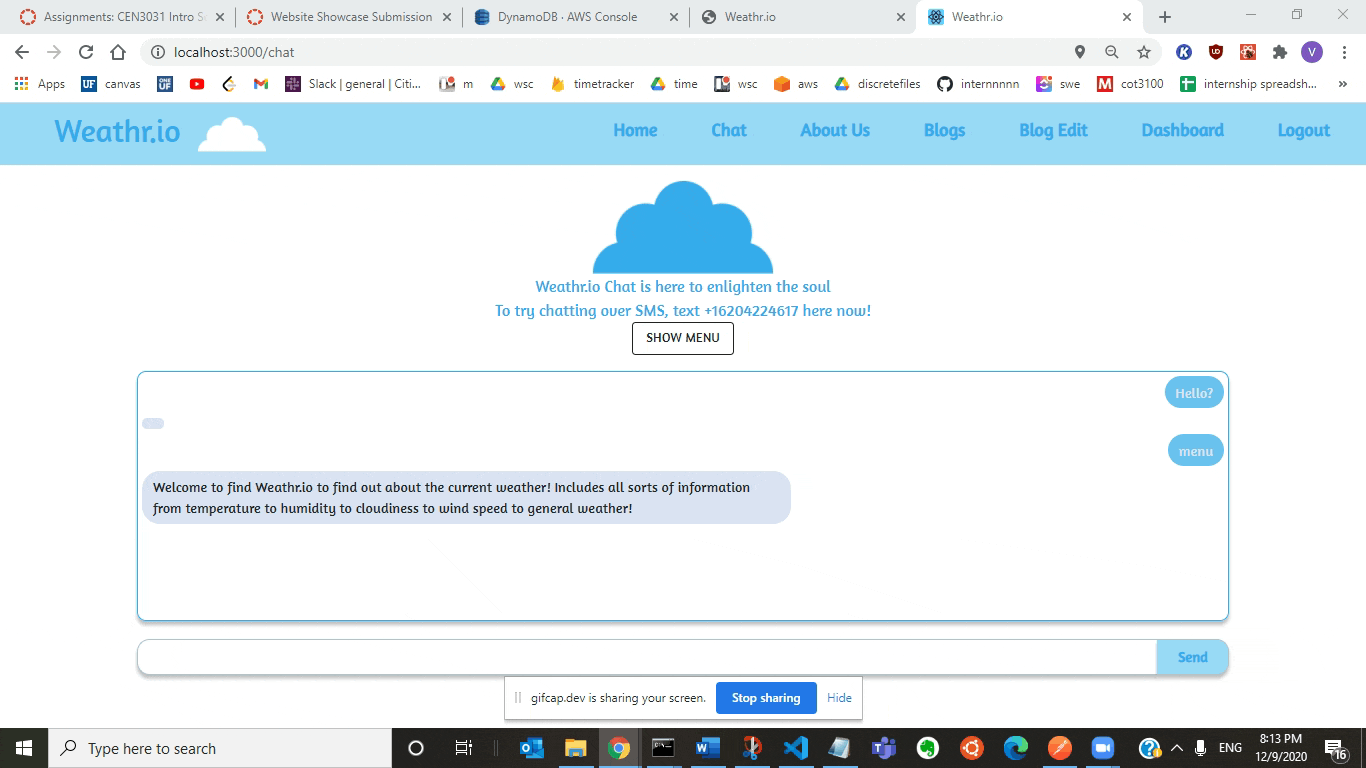 Assignments: CEN3031 Intro S
Website Showcase Submission
DynamoDB · AWS Console
Weathr.io
Weathr.io
localhost:3000/chat
V
Apps
UF
canvas
Slack | general | Citi...
m
wsc
timetracker
time
wsc
aws
discretefiles
internnnnn
swe
M
cot3100
internship spreadsh...
»
Weathr.io
Home
Chat
About Us
Blogs
Blog Edit
Dashboard
Logout
Weathr.io Chat is here to enlighten the soul
To try chatting over SMS, text +16204224617 here now!
SHOW MENU
Hello?
menu
Welcome to find Weathr.io to find out about the current weather! Includes all sorts of information
from temperature to humidity to cloudiness to wind speed to general weather!
Send
gifcap.dev is sharing your screen.
Stop sharing
Hide
Type here to search
ENG
8:13 PM
12/9/2020
16